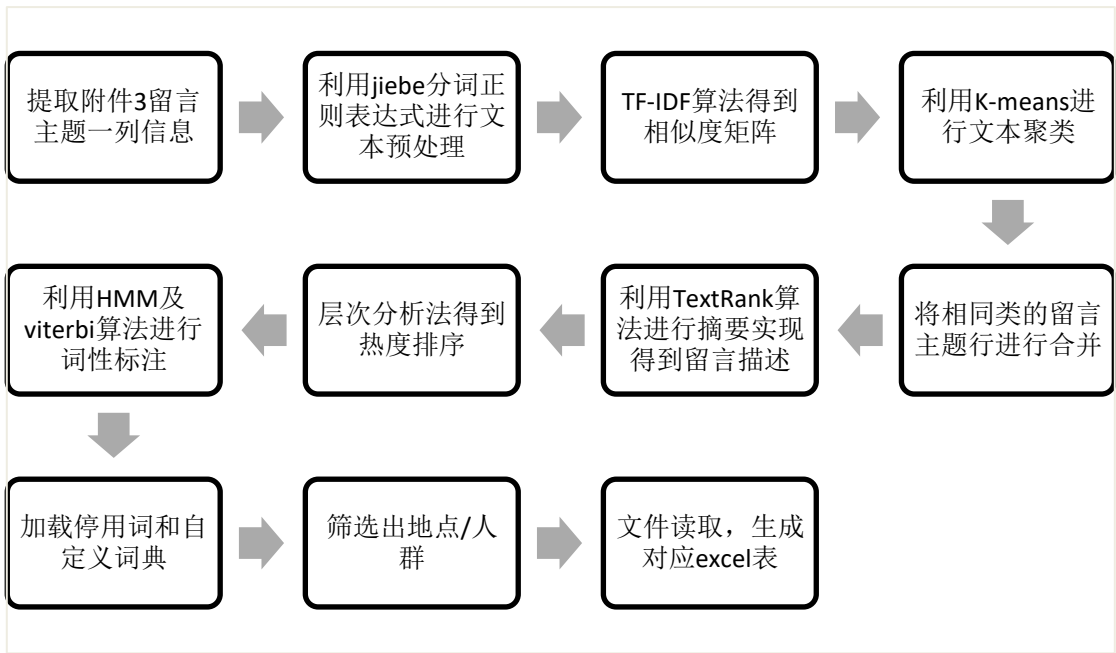 提取附件3留言
主题一列信息
利用jiebe分词正
则表达式进行文
本预处理
TF-IDF算法得到
相似度矩阵
利用K-means进
行文本聚类
将相同类的留言
主题行进行合并
利用TextRank算
法进行摘要实现
得到留言描述
层次分析法得到
热度排序
利用HMM及
viterbi算法进行
词性标注
加载停用词和自
定义词典
筛选出地点/人
群
文件读取，生成
对应excel表